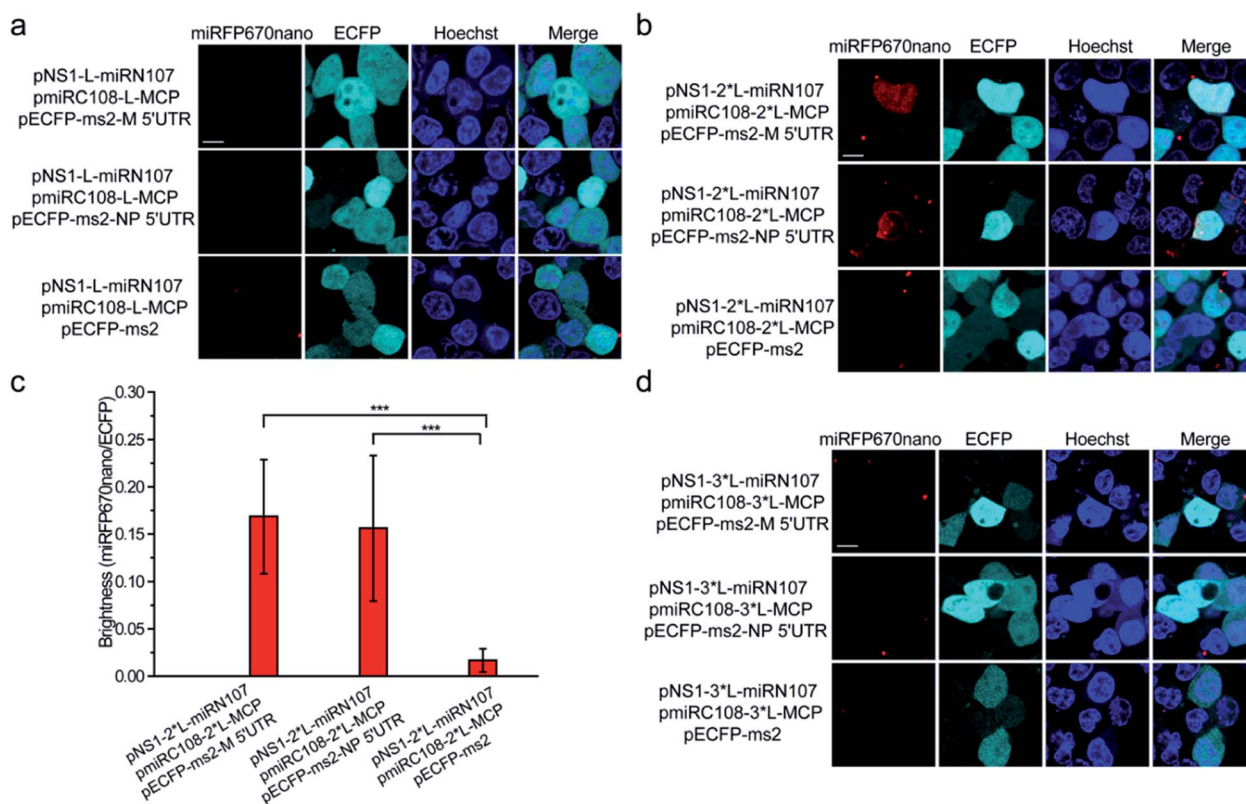 a
miRFP670nano ECFP Hoechst Merge
pNS1-L-miRN107
pmiRC108-L-MCP
pECFP-ms2-M 5'UTR
pNS1-L-miRN107
pmiRC108-L-MCP
pECFP-ms2-NP 5'UTR
pNS1-L-miRN107
pmiRC108-L-MCP
pECFP-ms2
b
miRFP670nano ECFP Hoechst Merge
pNS1-2*L-miRN107
pmiRC108-2*L-MCP
pECFP-ms2-M 5'UTR
pNS1-2*L-miRN107
pmiRC108-2*L-MCP
pECFP-ms2-NP 5'UTR
pNS1-2*L-miRN107
pmiRC108-2*L-MCP
pECFP-ms2
c
Brightness (miRFP670nano/ECFP)
0.30
0.25
0.20
0.15
0.10
0.05
0.00
***
***
pNS1-2*L-miRN107
pmiRC108-2*L-MCP
pECFP-ms2-M 5'UTR
pNS1-2*L-miRN107
pmiRC108-2*L-MCP
pECFP-ms2-NP 5'UTR
pNS1-2*L-miRN107
pmiRC108-2*L-MCP
pECFP-ms2
d
miRFP670nano ECFP Hoechst Merge
pNS1-3*L-miRN107
pmiRC108-3*L-MCP
pECFP-ms2-M 5'UTR
pNS1-3*L-miRN107
pmiRC108-3*L-MCP
pECFP-ms2-NP 5'UTR
pNS1-3*L-miRN107
pmiRC108-3*L-MCP
pECFP-ms2